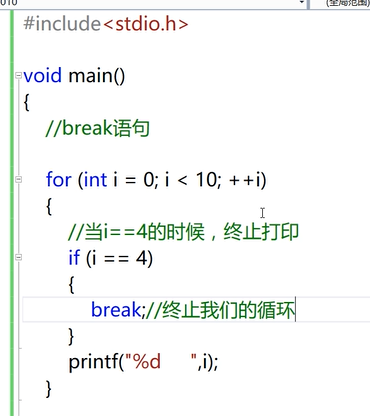 010
(全局范围)
#include<stdio.h>
void main()
{
//break语句
for (int i = 0; i < 10; ++i)
{
//当i==4的时候，终止打印
if (i == 4)
{
break;//终止我们的循环
}
printf("%d     ",i);
}